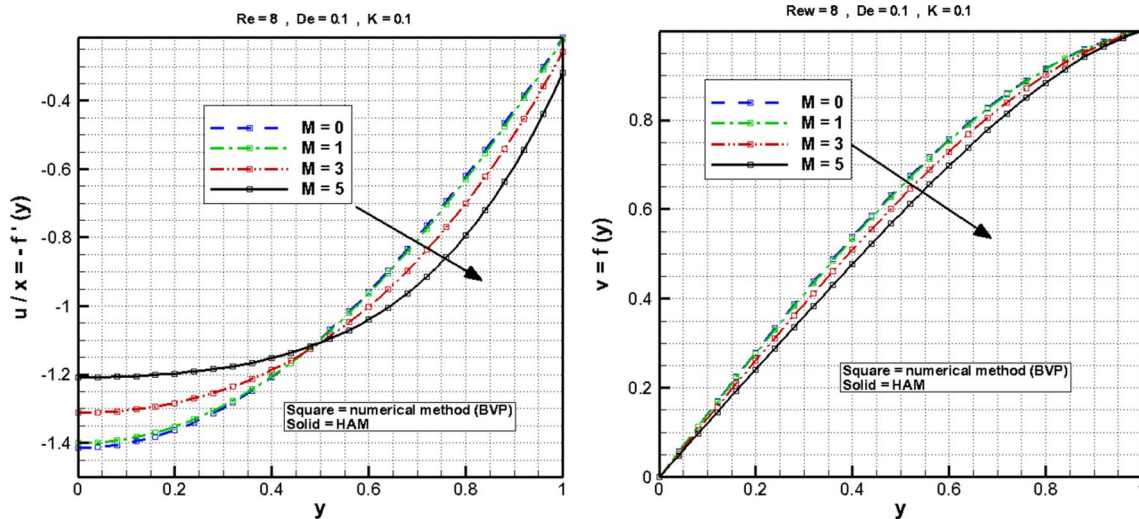 Re = 8 , De = 0.1 , K = 0.1
u / x = - f ' (y)
-0.4
-0.6
-0.8
-1
-1.2
-1.4
M = 0
M = 1
M = 3
M = 5
Square = numerical method (BVP)
Solid = HAM
0
0.2
0.4
0.6
0.8
1
y
Rew = 8 , De = 0.1 , K = 0.1
v = f (y)
0.8
0.6
0.4
0.2
0
M = 0
M = 1
M = 3
M = 5
Square = numerical method (BVP)
Solid = HAM
0
0.2
0.4
0.6
0.8
1
y